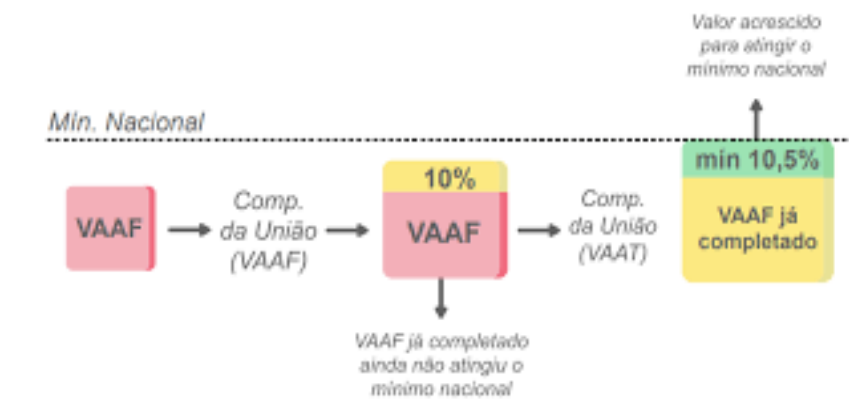 Valor acrescido
para atingir o
mínimo nacional
Min. Nacional
VAAF
Comp.
da União
(VAAF)
10%
VAAF
Comp.
da União
(VAAT)
min 10,5%
VAAF já
completado
VAAF já completado
ainda não atingiu o
mínimo nacional